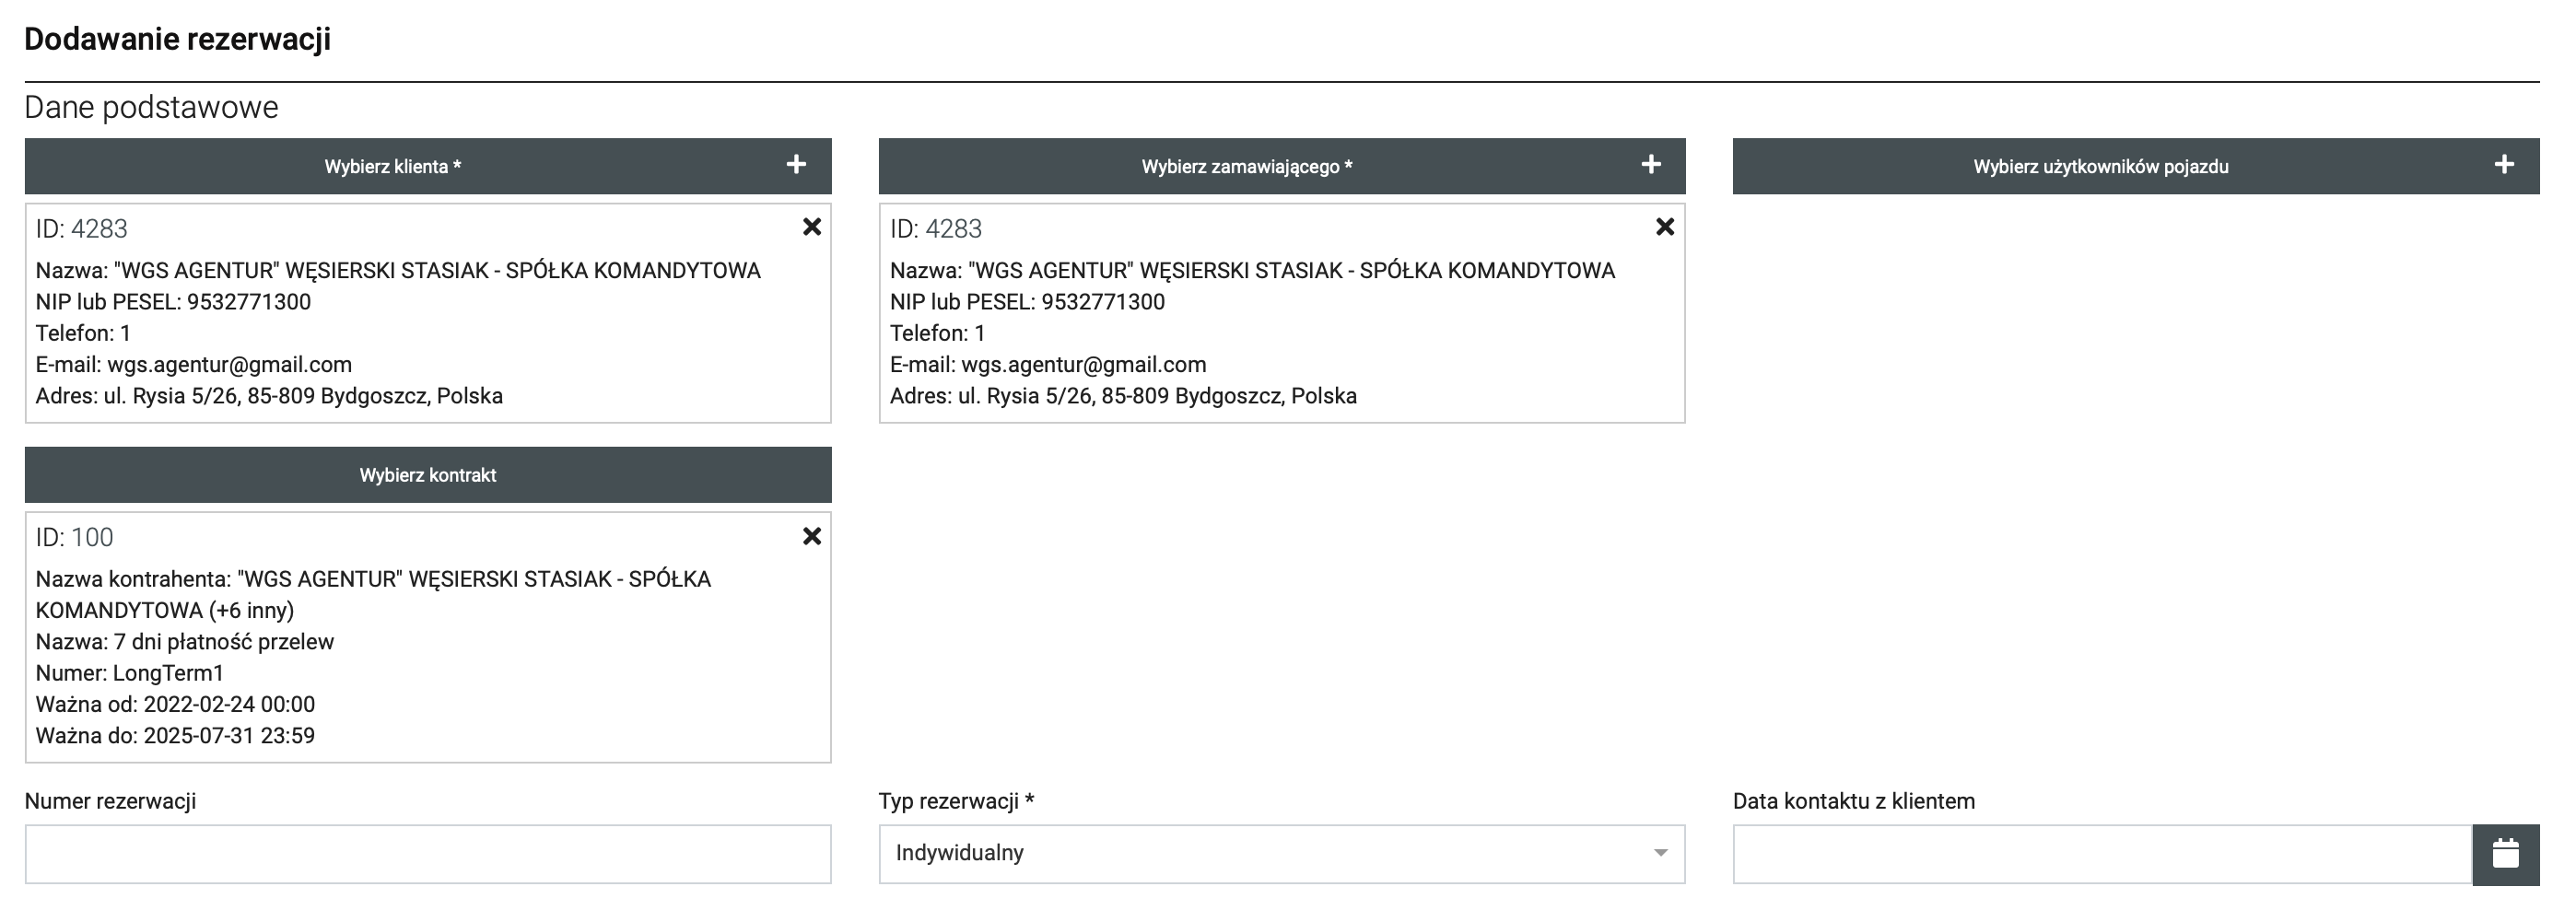 Dodawanie rezerwacji
Dane podstawowe
Wybierz klienta *
Wybierz zamawiającego *
Wybierz użytkowników pojazdu
ID: 4283
Nazwa: "WGS AGENTUR" WĘSIERSKI STASIAK - SPÓŁKA KOMANDYTOWA
NIP lub PESEL: 9532771300
Telefon: 1
E-mail: wgs.agentur@gmail.com
Adres: ul. Rysia 5/26, 85-809 Bydgoszcz, Polska
ID: 4283
Nazwa: "WGS AGENTUR" WĘSIERSKI STASIAK - SPÓŁKA KOMANDYTOWA
NIP lub PESEL: 9532771300
Telefon: 1
E-mail: wgs.agentur@gmail.com
Adres: ul. Rysia 5/26, 85-809 Bydgoszcz, Polska
Wybierz kontrakt
ID: 100
Nazwa kontrahenta: "WGS AGENTUR" WĘSIERSKI STASIAK - SPÓŁKA
KOMANDYTOWA (+6 inny)
Nazwa: 7 dni płatność przelew
Numer: LongTerm1
Ważna od: 2022-02-24 00:00
Ważna do: 2025-07-31 23:59
Numer rezerwacji
Typ rezerwacji *
Indywidualny
Data kontaktu z klientem